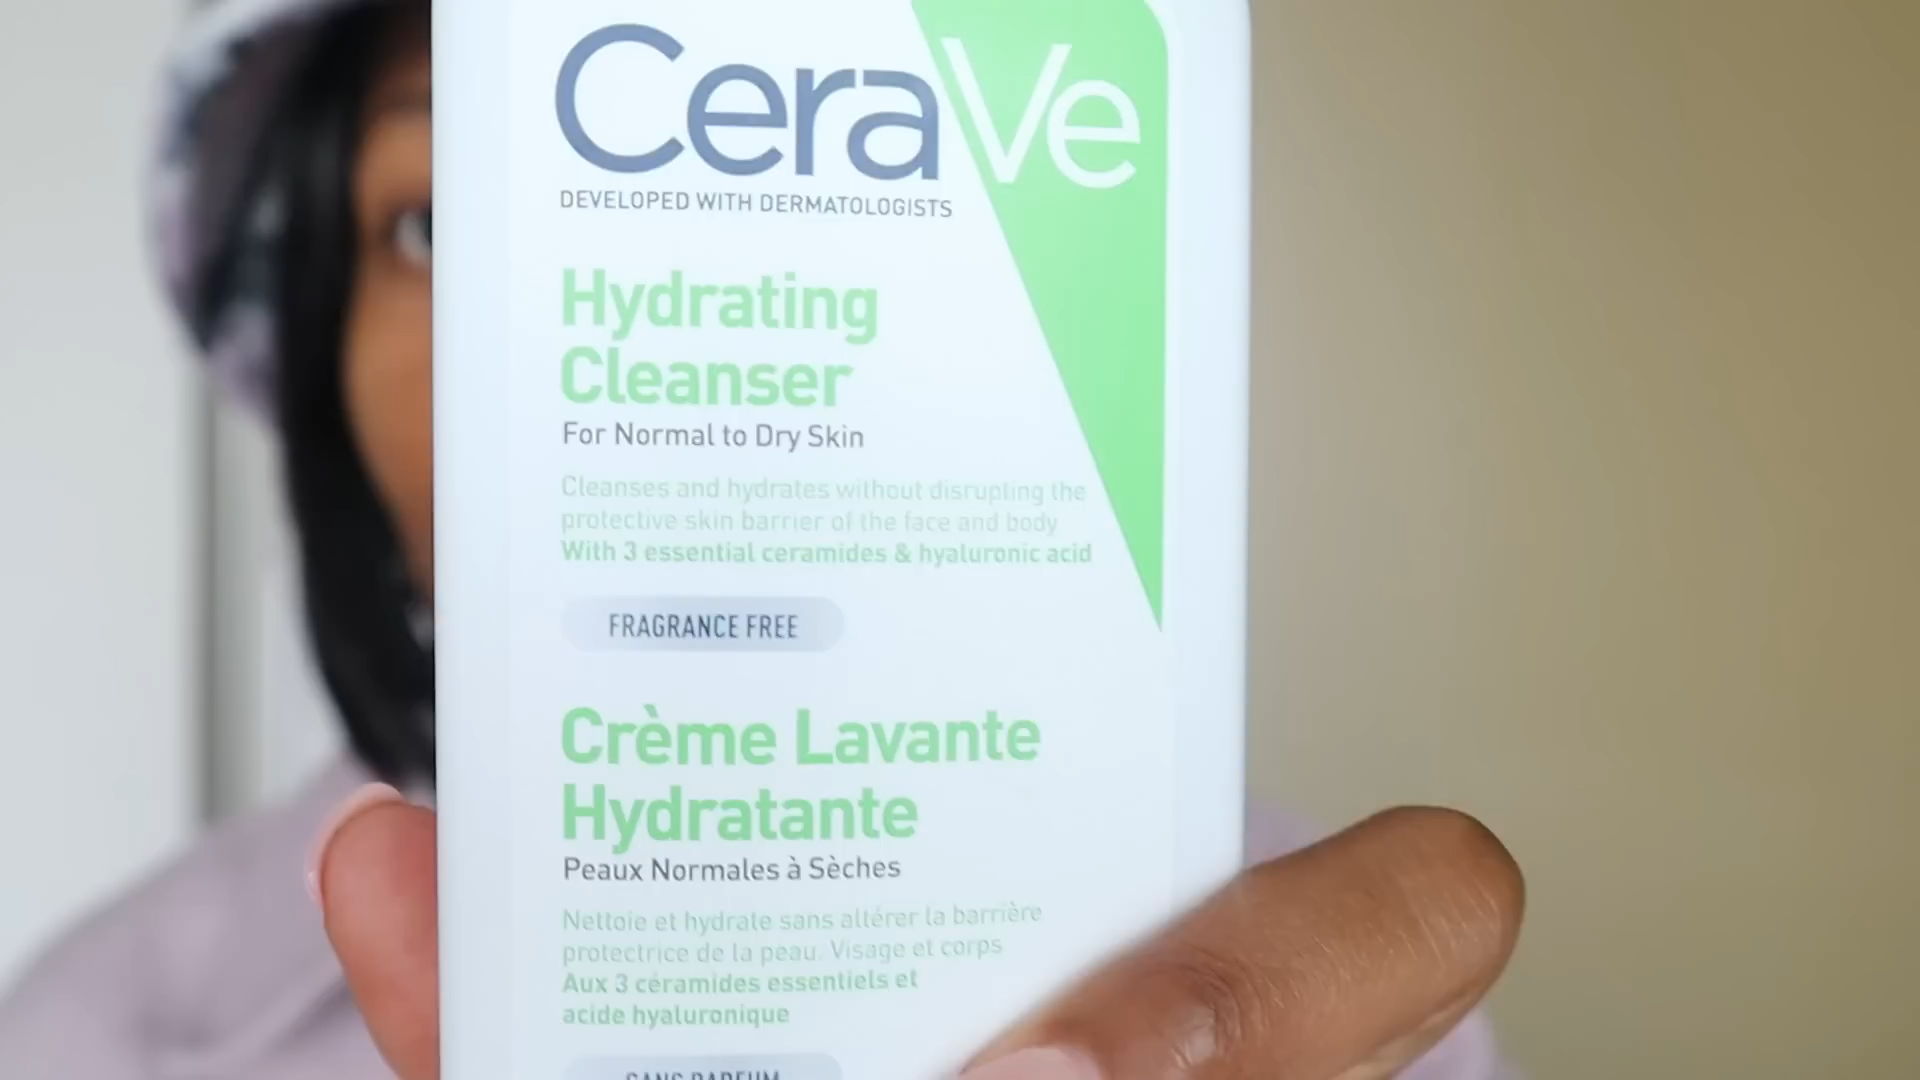 CeraVe
DEVELOPED WITH DERMATOLOGISTS
Hydrating
Cleanser
For Normal to Dry Skin
Cleanses and hydrates without disrupting the
protective skin barrier of the face and body
With 3 essential ceramides & hyaluronic acid
FRAGRANCE FREE
Crème Lavante
Hydratante
Peaux Normales à Sèches
Nettoie et hydrate sans altérer la barrière
protectrice de la peau. Visage et corps
Aux 3 céramides essentiels et
acide hyaluronique
SANS PARFUM